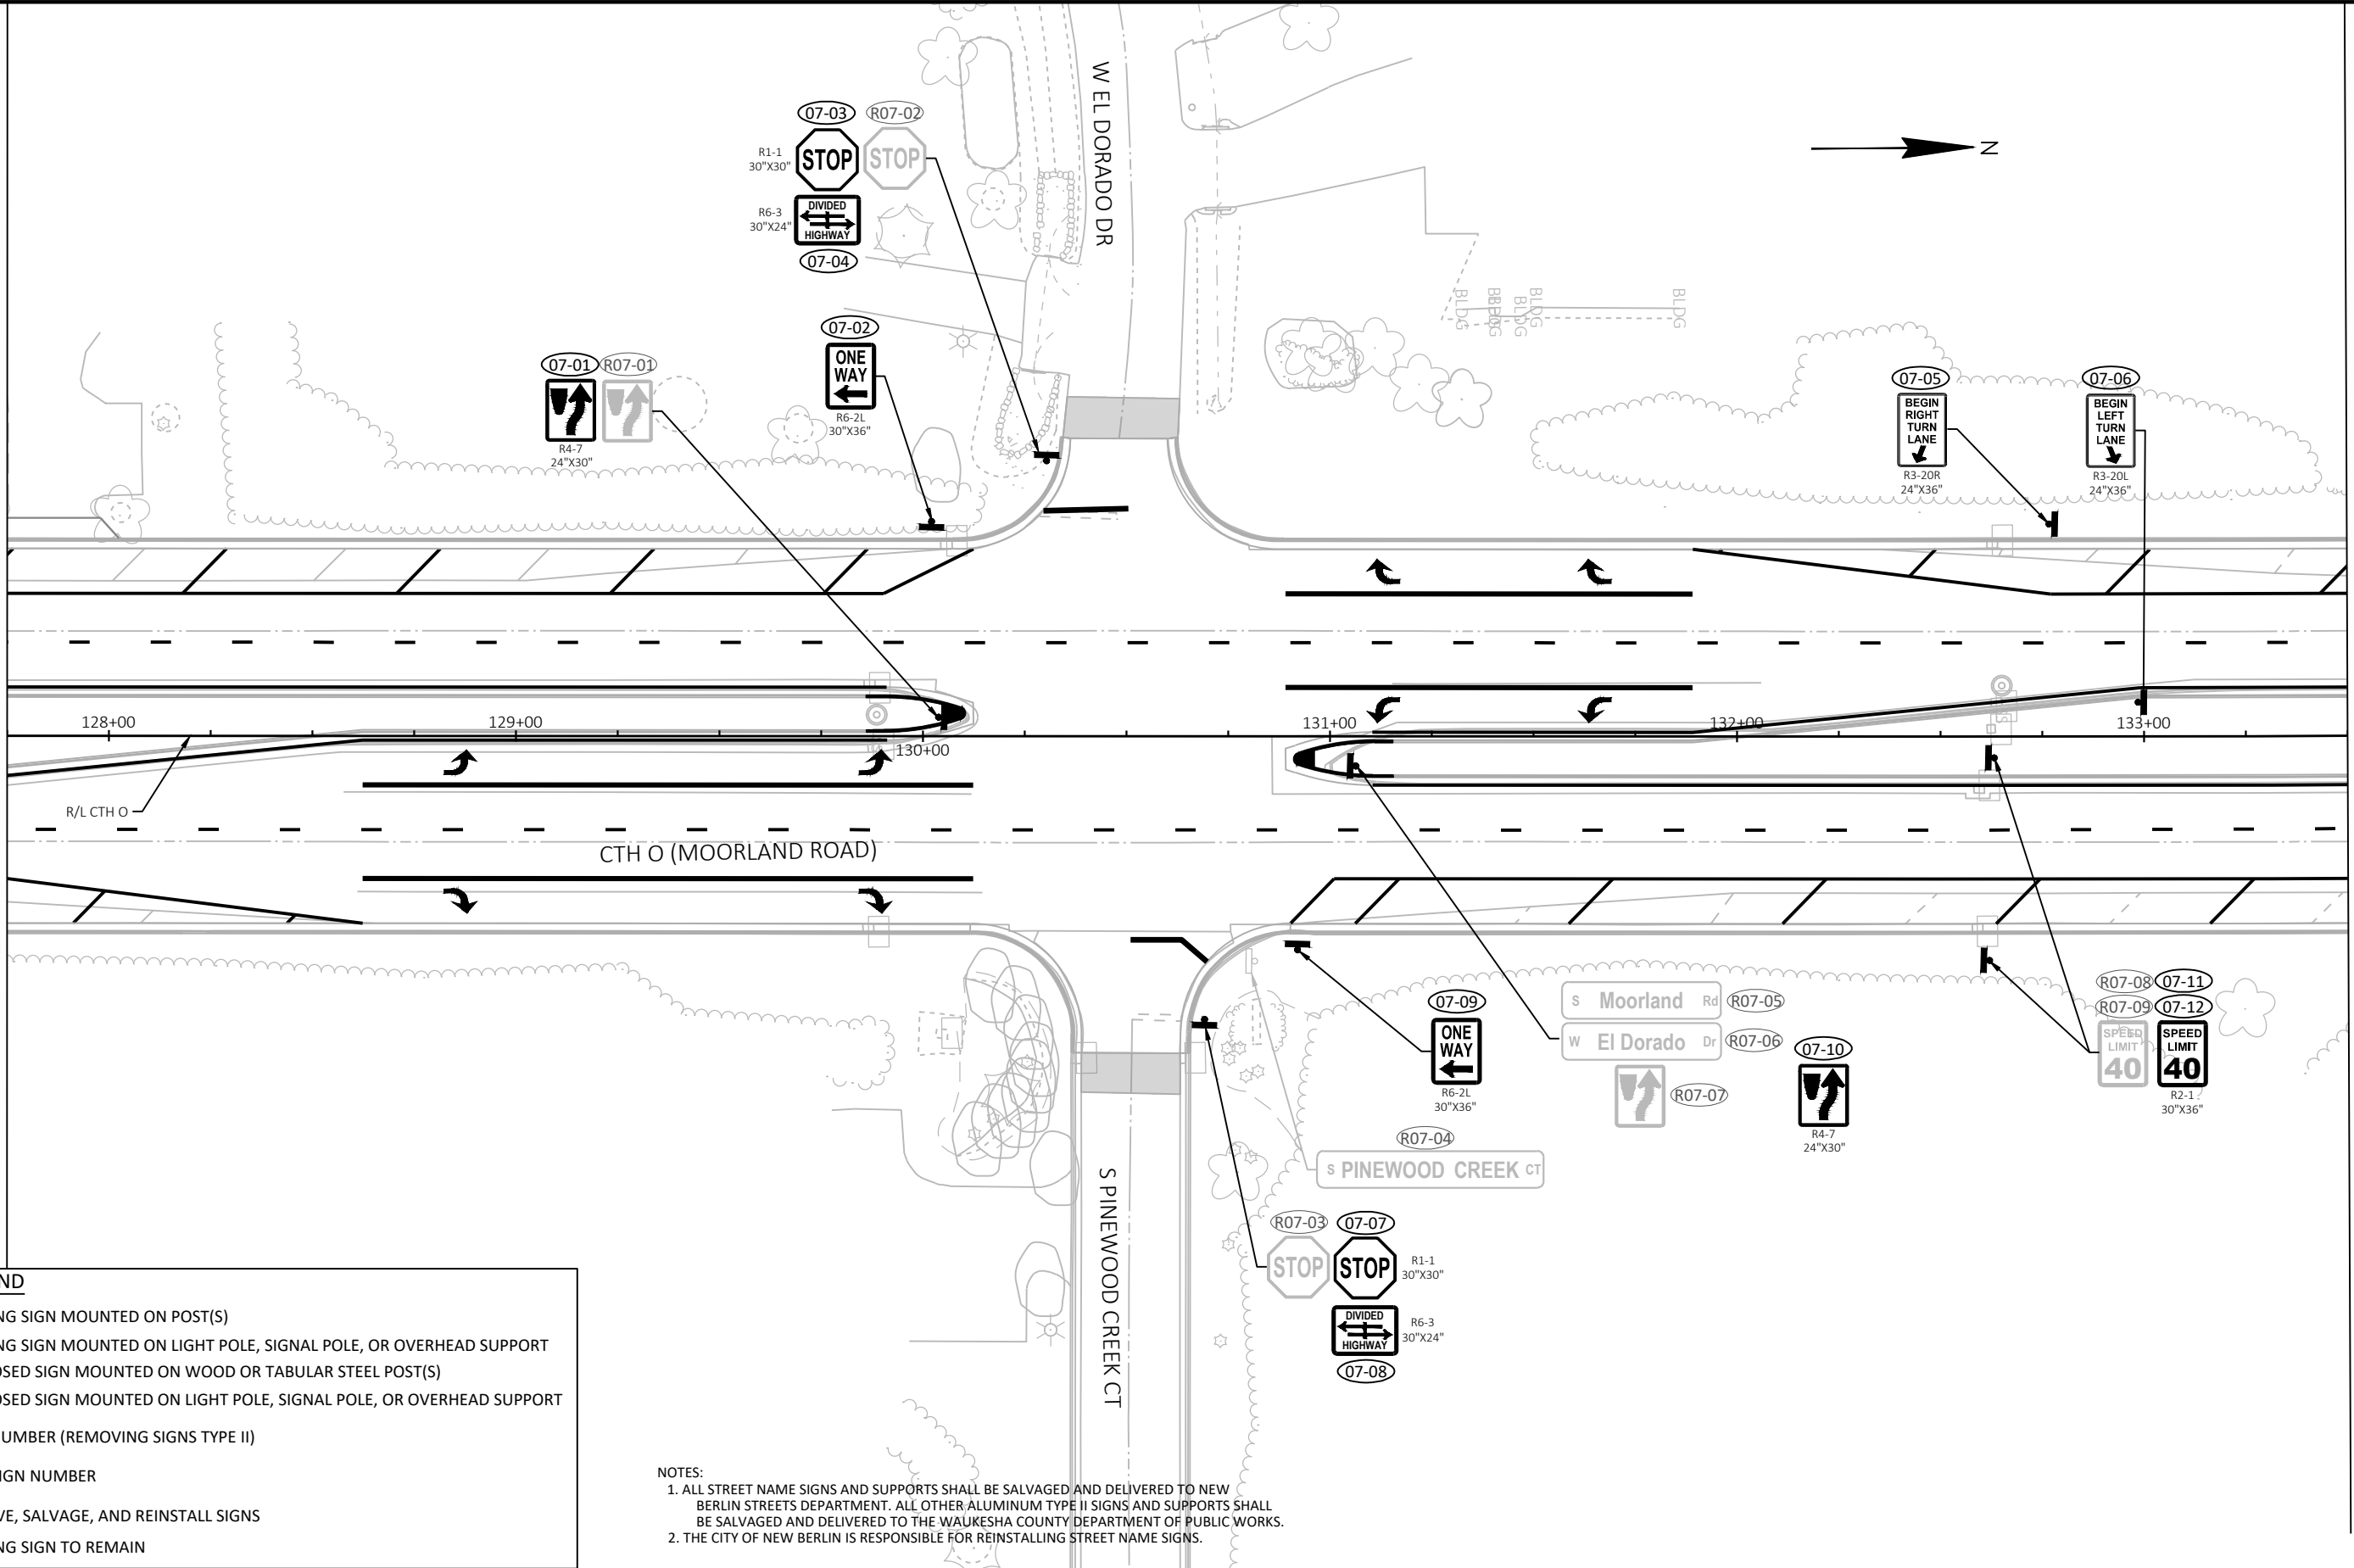 W EL DORADO DR
07-03
R07-02
R1-1
30"X30"
STOP
STOP
R6-3
30"X24"
DIVIDED
HIGHWAY
07-04
N
07-02
ONE
WAY
R6-2L
30"X36"
07-01
R07-01
R4-7
24"X30"
BLDG
BLDG
BLDG
BLDG
BLDG
07-05
BEGIN
RIGHT
TURN
LANE
R3-20R
24"X36"
07-06
BEGIN
LEFT
TURN
LANE
R3-20L
24"X36"
128+00
129+00
130+00
131+00
132+00
133+00
R/L CTH O
CTH O (MOORLAND ROAD)
07-09
ONE
WAY
R6-2L
30"X36"
S Moorland Rd
R07-05
W El Dorado Dr
R07-06
R07-07
07-10
R4-7
24"X30"
R07-08
07-11
R07-09
07-12
SPEED
LIMIT
40
SPEED
LIMIT
40
R2-1
30"X36"
R07-04
S PINEWOOD CREEK CT
S PINEWOOD CREEK CT
R07-03
07-07
STOP
STOP
R1-1
30"X30"
DIVIDED
HIGHWAY
R6-3
30"X24"
07-08
ND
NG SIGN MOUNTED ON POST(S)
NG SIGN MOUNTED ON LIGHT POLE, SIGNAL POLE, OR OVERHEAD SUPPORT
OSED SIGN MOUNTED ON WOOD OR TABULAR STEEL POST(S)
OSED SIGN MOUNTED ON LIGHT POLE, SIGNAL POLE, OR OVERHEAD SUPPORT
UMBER (REMOVING SIGNS TYPE II)
IGN NUMBER
VE, SALVAGE, AND REINSTALL SIGNS
NG SIGN TO REMAIN
NOTES:
1. ALL STREET NAME SIGNS AND SUPPORTS SHALL BE SALVAGED AND DELIVERED TO NEW
BERLIN STREETS DEPARTMENT. ALL OTHER ALUMINUM TYPE II SIGNS AND SUPPORTS SHALL
BE SALVAGED AND DELIVERED TO THE WAUKESHA COUNTY DEPARTMENT OF PUBLIC WORKS.
2. THE CITY OF NEW BERLIN IS RESPONSIBLE FOR REINSTALLING STREET NAME SIGNS.